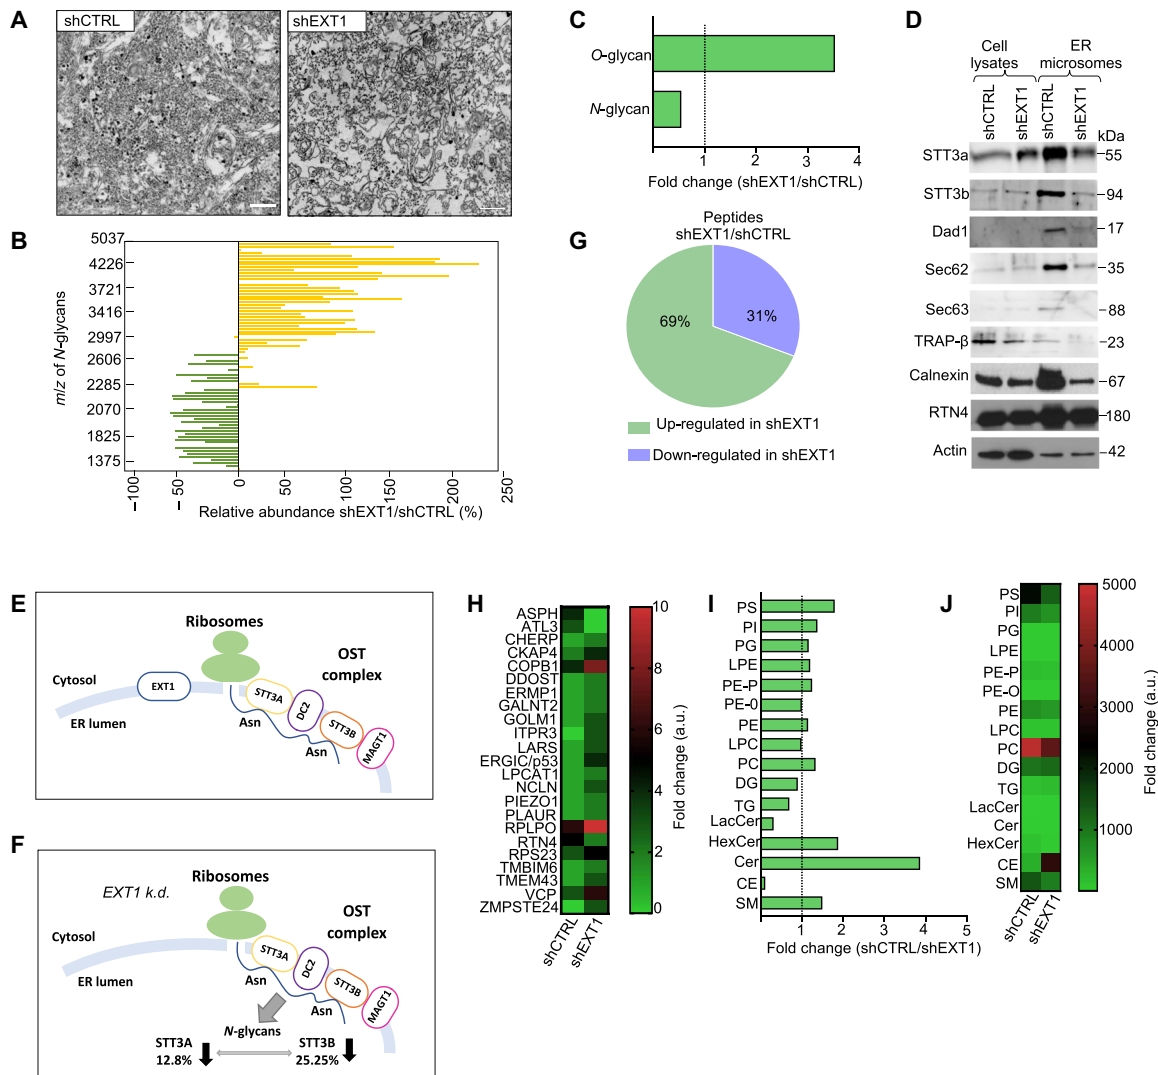 A
shCTRL
shEXT1
B
m/z of N-glycans
5037
4226
3721
3416
2997
2606
2285
2070
1825
1375
−100
−50
0
50
100
150
200
250
Relative abundance shEXT1/shCTRL (%)
C
O-glycan
N-glycan
0 1 2 3 4
Fold change (shEXT1/shCTRL)
D
Cell lysates
ER microsomes
shCTRL
shEXT1
shCTRL
shEXT1
kDa
STT3a 55
STT3b 94
Dad1 17
Sec62 35
Sec63 88
TRAP-β 23
Calnexin 67
RTN4 180
Actin 42
G
Peptides
shEXT1/shCTRL
69%
31%
Up-regulated in shEXT1
Down-regulated in shEXT1
E
Ribosomes
OST
complex
Cytosol
ER lumen
EXT1
STT3A
DC2
STT3B
MAGT1
Asn
Asn
F
EXT1 k.d.
Ribosomes
OST
complex
Cytosol
ER lumen
STT3A
DC2
STT3B
MAGT1
Asn
Asn
N-glycans
STT3A
12.8%
STT3B
25.25%
H
ASPH
ATL3
CHERP
CKAP4
COPB1
DDOST
ERMP1
GALNT2
GOLM1
ITPR3
LARS
ERGIC/p53
LPCAT1
NCLN
PIEZO1
PLAUR
RPLPO
RTN4
RPS23
TMBIM6
TMEM43
VCP
ZMPSTE24
shCTRL
shEXT1
10
8
6
4
2
0
Fold change (a.u.)
I
PS
PI
PG
LPE
PE-P
PE-0
PE
LPC
PC
DG
TG
LacCer
HexCer
Cer
CE
SM
0 1 2 3 4 5
Fold change (shCTRL/shEXT1)
J
PS
PI
PG
LPE
PE-P
PE-O
PE
LPC
PC
DG
TG
LacCer
Cer
HexCer
CE
SM
shCTRL
shEXT1
5000
4000
3000
2000
1000
Fold change (a.u.)